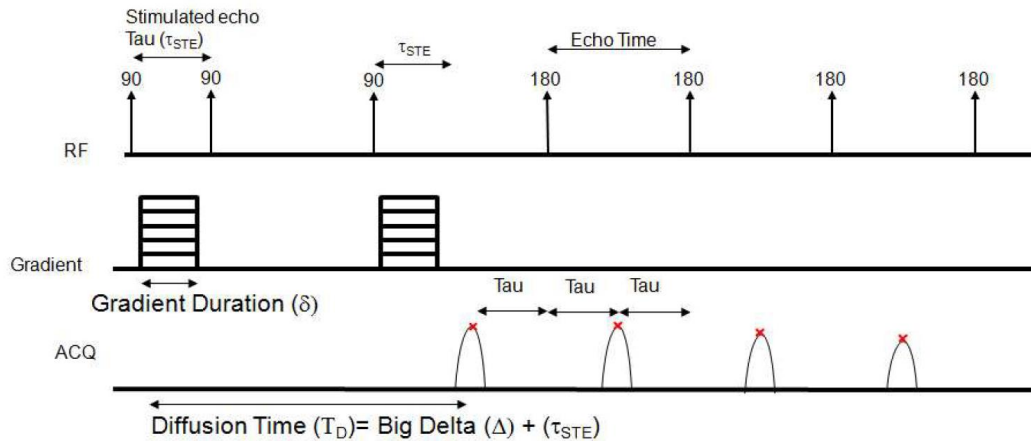 Stimulated echo
Tau (τSTE)
τSTE
Echo Time
90
90
90
180
180
180
180
RF
Gradient
Gradient Duration (δ)
Tau
Tau
Tau
ACQ
Diffusion Time (TD)= Big Delta (Δ) + (τSTE)